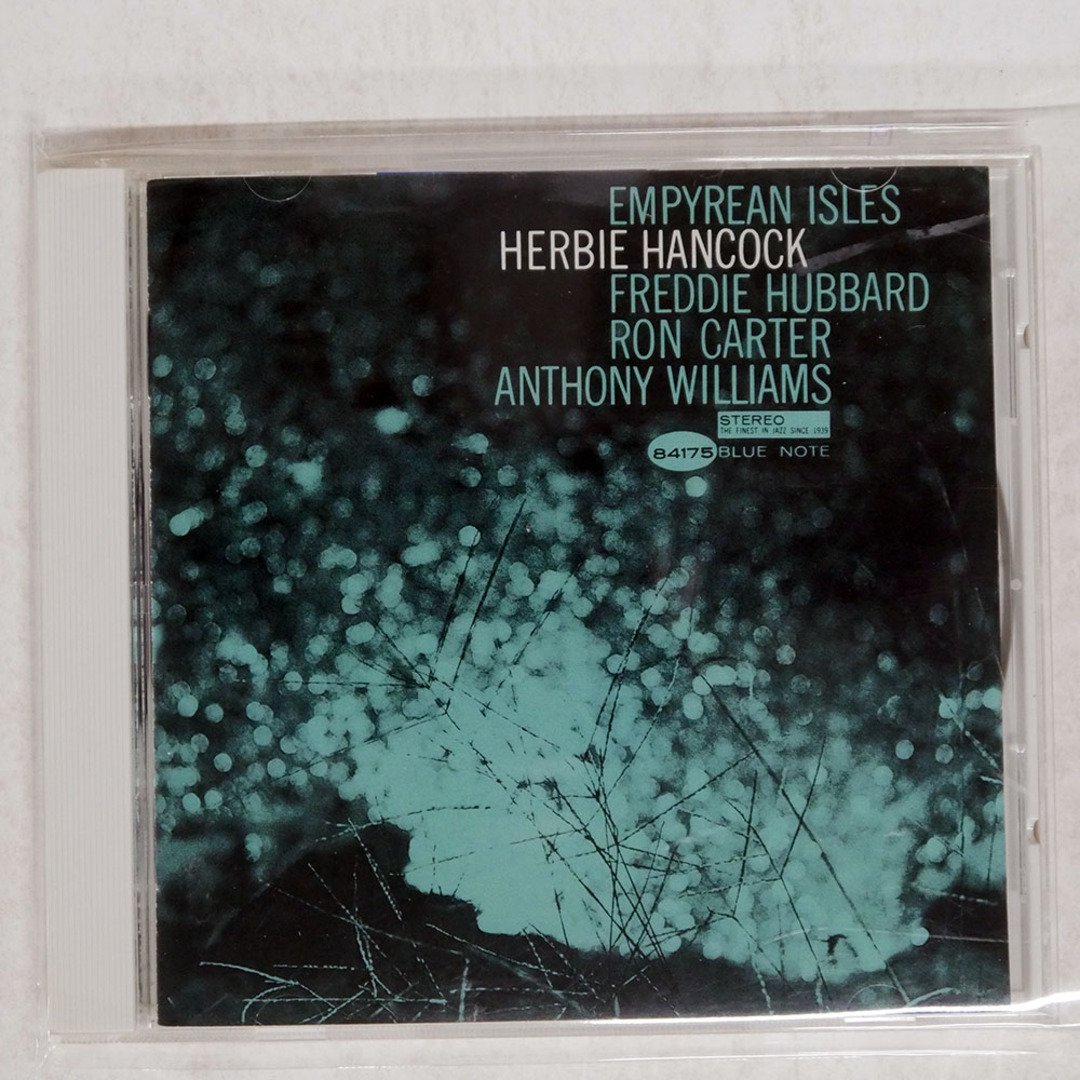 EMPYREAN ISLES
HERBIE HANCOCK
FREDDIE HUBBARD
RON CARTER
ANTHONY WILLIAMS
STEREO
THE FINEST IN JAZZ SINCE 1939
84175 BLUE NOTE